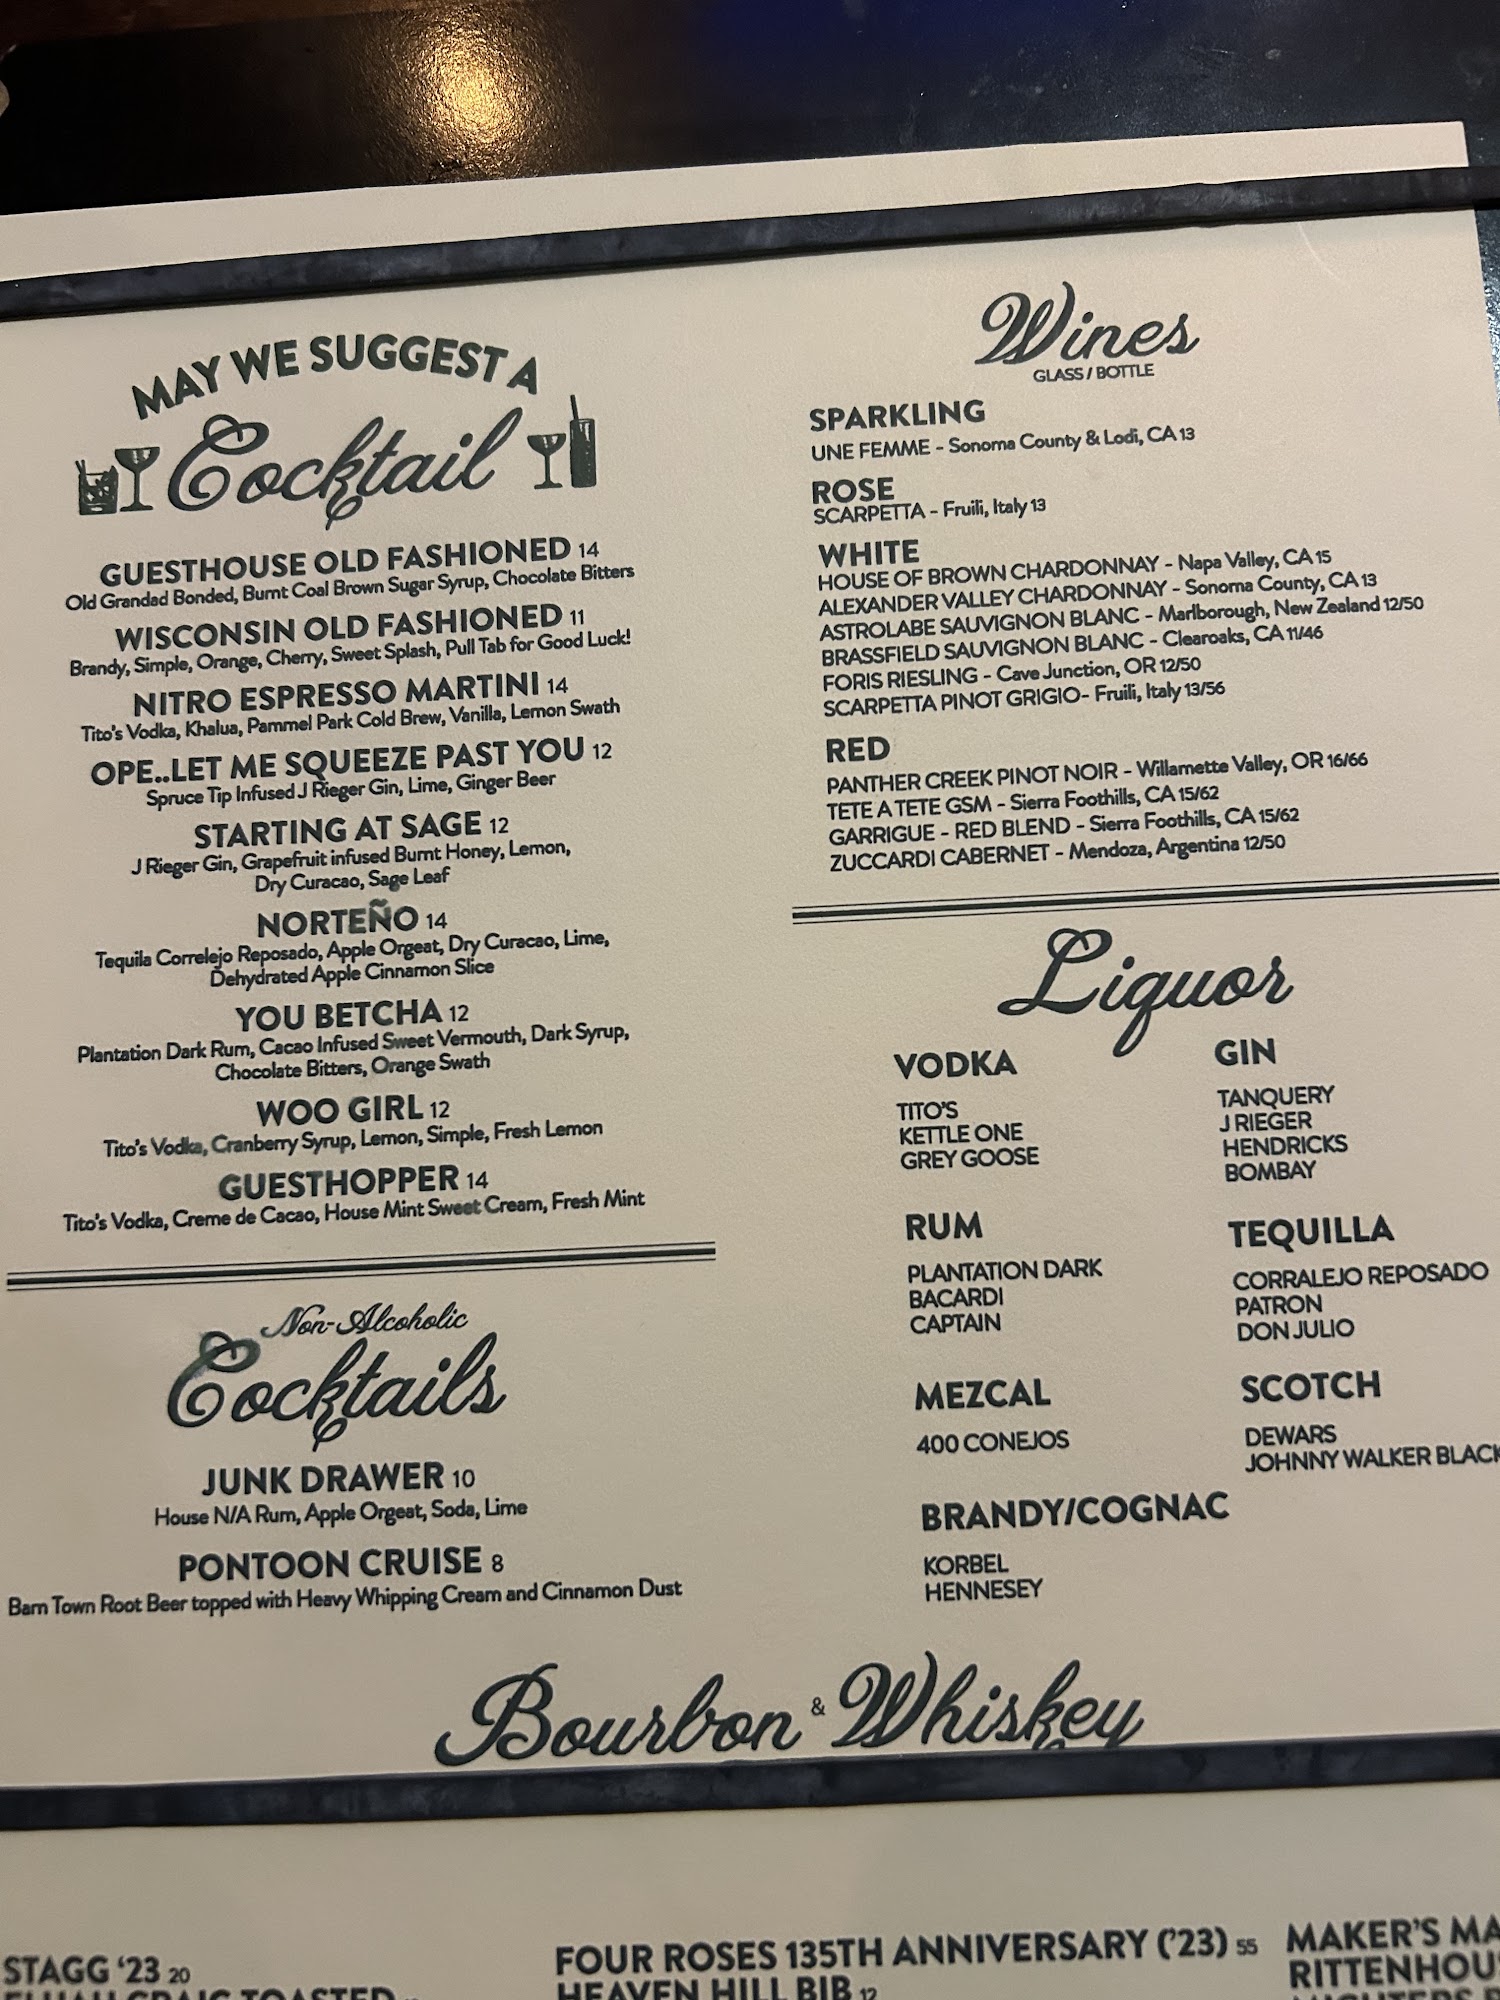 MAY WE SUGGEST A
Cocktail
GUESTHOUSE OLD FASHIONED 14
Old Grandad Bonded, Burnt Coal Brown Sugar Syrup, Chocolate Bitters
WISCONSIN OLD FASHIONED 11
Brandy, Simple, Orange, Cherry, Sweet Splash, Pull Tab for Good Luck!
NITRO ESPRESSO MARTINI 14
Tito's Vodka, Khalua, Pammel Park Cold Brew, Vanilla, Lemon Swath
OPE..LET ME SQUEEZE PAST YOU 12
Spruce Tip Infused J Rieger Gin, Lime, Ginger Beer
STARTING AT SAGE 12
J Rieger Gin, Grapefruit infused Burnt Honey, Lemon,
Dry Curacao, Sage Leaf
NORTEÑO 14
Tequila Correlejo Reposado, Apple Orgeat, Dry Curacao, Lime,
Dehydrated Apple Cinnamon Slice
YOU BETCHA 12
Plantation Dark Rum, Cacao Infused Sweet Vermouth, Dark Syrup,
Chocolate Bitters, Orange Swath
WOO GIRL 12
Tito's Vodka, Cranberry Syrup, Lemon, Simple, Fresh Lemon
GUESTHOPPER 14
Tito's Vodka, Creme de Cacao, House Mint Sweet Cream, Fresh Mint
Non-Alcoholic
Cocktails
JUNK DRAWER 10
House N/A Rum, Apple Orgeat, Soda, Lime
PONTOON CRUISE 8
Barn Town Root Beer topped with Heavy Whipping Cream and Cinnamon Dust
Wines
GLASS / BOTTLE
SPARKLING
UNE FEMME - Sonoma County & Lodi, CA 13
ROSE
SCARPETTA - Fruili, Italy 13
WHITE
HOUSE OF BROWN CHARDONNAY - Napa Valley, CA 15
ALEXANDER VALLEY CHARDONNAY - Sonoma County, CA 13
ASTROLABE SAUVIGNON BLANC - Marlborough, New Zealand 12/50
BRASSFIELD SAUVIGNON BLANC - Clearoaks, CA 11/46
FORIS RIESLING - Cave Junction, OR 12/50
SCARPETTA PINOT GRIGIO- Fruili, Italy 13/56
RED
PANTHER CREEK PINOT NOIR - Willamette Valley, OR 16/66
TETE A TETE GSM - Sierra Foothills, CA 15/62
GARRIGUE - RED BLEND - Sierra Foothills, CA 15/62
ZUCCARDI CABERNET - Mendoza, Argentina 12/50
Liquor
VODKA
TITO'S
KETTLE ONE
GREY GOOSE
GIN
TANQUERY
J RIEGER
HENDRICKS
BOMBAY
RUM
PLANTATION DARK
BACARDI
CAPTAIN
TEQUILLA
CORRALEJO REPOSADO
PATRON
DON JULIO
MEZCAL
400 CONEJOS
SCOTCH
DEWARS
JOHNNY WALKER BLACK
BRANDY/COGNAC
KORBEL
HENNESEY
Bourbon & Whiskey
STAGG '23 20
ELIJAH CRAIG TOASTED
FOUR ROSES 135TH ANNIVERSARY ('23) 55
HEAVEN HILL BIB 12
MAKER'S MA
RITTENHOU